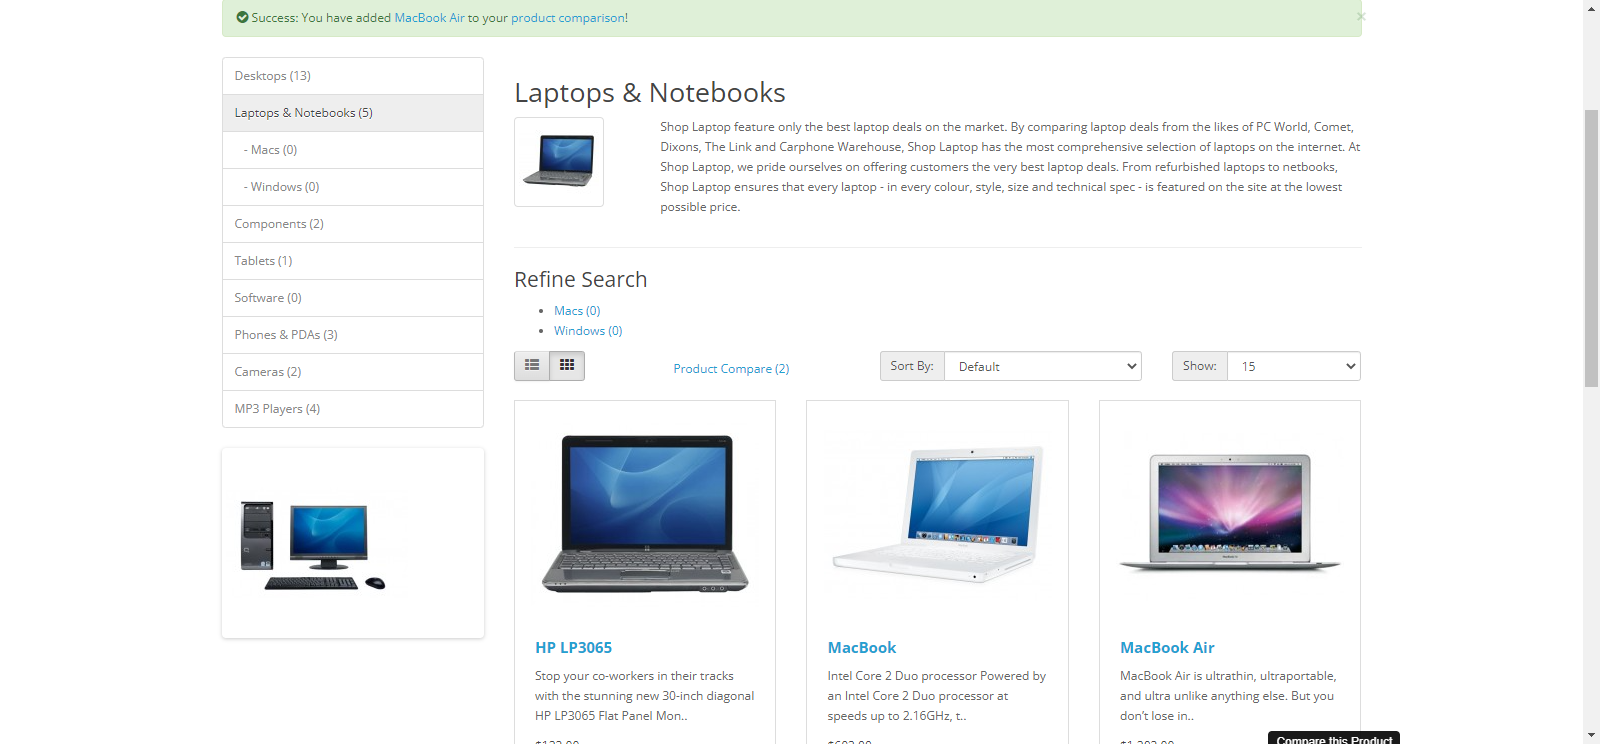 Success: You have added MacBook Air to your product comparison!
×
Desktops (13)
Laptops & Notebooks (5)
- Macs (0)
- Windows (0)
Components (2)
Tablets (1)
Software (0)
Phones & PDAs (3)
Cameras (2)
MP3 Players (4)
Laptops & Notebooks
Shop Laptop feature only the best laptop deals on the market. By comparing laptop deals from the likes of PC World, Comet,
Dixons, The Link and Carphone Warehouse, Shop Laptop has the most comprehensive selection of laptops on the internet. At
Shop Laptop, we pride ourselves on offering customers the very best laptop deals. From refurbished laptops to netbooks,
Shop Laptop ensures that every laptop - in every colour, style, size and technical spec - is featured on the site at the lowest
possible price.
Refine Search
Macs (0)
Windows (0)
Product Compare (2)
Sort By: Default
Show: 15
HP LP3065
Stop your co-workers in their tracks
with the stunning new 30-inch diagonal
HP LP3065 Flat Panel Mon..
MacBook
Intel Core 2 Duo processor Powered by
an Intel Core 2 Duo processor at
speeds up to 2.16GHz, t..
MacBook Air
MacBook Air is ultrathin, ultraportable,
and ultra unlike anything else. But you
don’t lose in..
Compare this Product